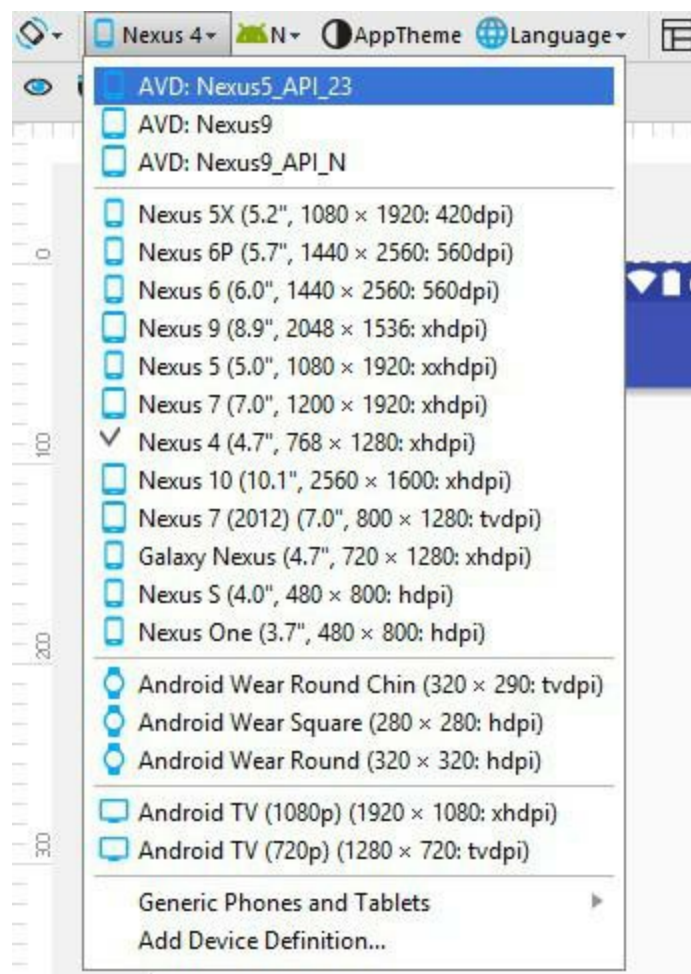 Nexus 4 N AppTheme Language
AVD: Nexus5_API_23
AVD: Nexus9
AVD: Nexus9_API_N
Nexus 5X (5.2", 1080 × 1920: 420dpi)
Nexus 6P (5.7", 1440 × 2560: 560dpi)
Nexus 6 (6.0", 1440 × 2560: 560dpi)
Nexus 9 (8.9", 2048 × 1536: xhdpi)
Nexus 5 (5.0", 1080 × 1920: xxhdpi)
Nexus 7 (7.0", 1200 × 1920: xhdpi)
Nexus 4 (4.7", 768 × 1280: xhdpi)
Nexus 10 (10.1", 2560 × 1600: xhdpi)
Nexus 7 (2012) (7.0", 800 × 1280: tvdpi)
Galaxy Nexus (4.7", 720 × 1280: xhdpi)
Nexus S (4.0", 480 × 800: hdpi)
Nexus One (3.7", 480 × 800: hdpi)
Android Wear Round Chin (320 × 290: tvdpi)
Android Wear Square (280 × 280: hdpi)
Android Wear Round (320 × 320: hdpi)
Android TV (1080p) (1920 × 1080: xhdpi)
Android TV (720p) (1280 × 720: tvdpi)
Generic Phones and Tablets
Add Device Definition...
0
100
200
300